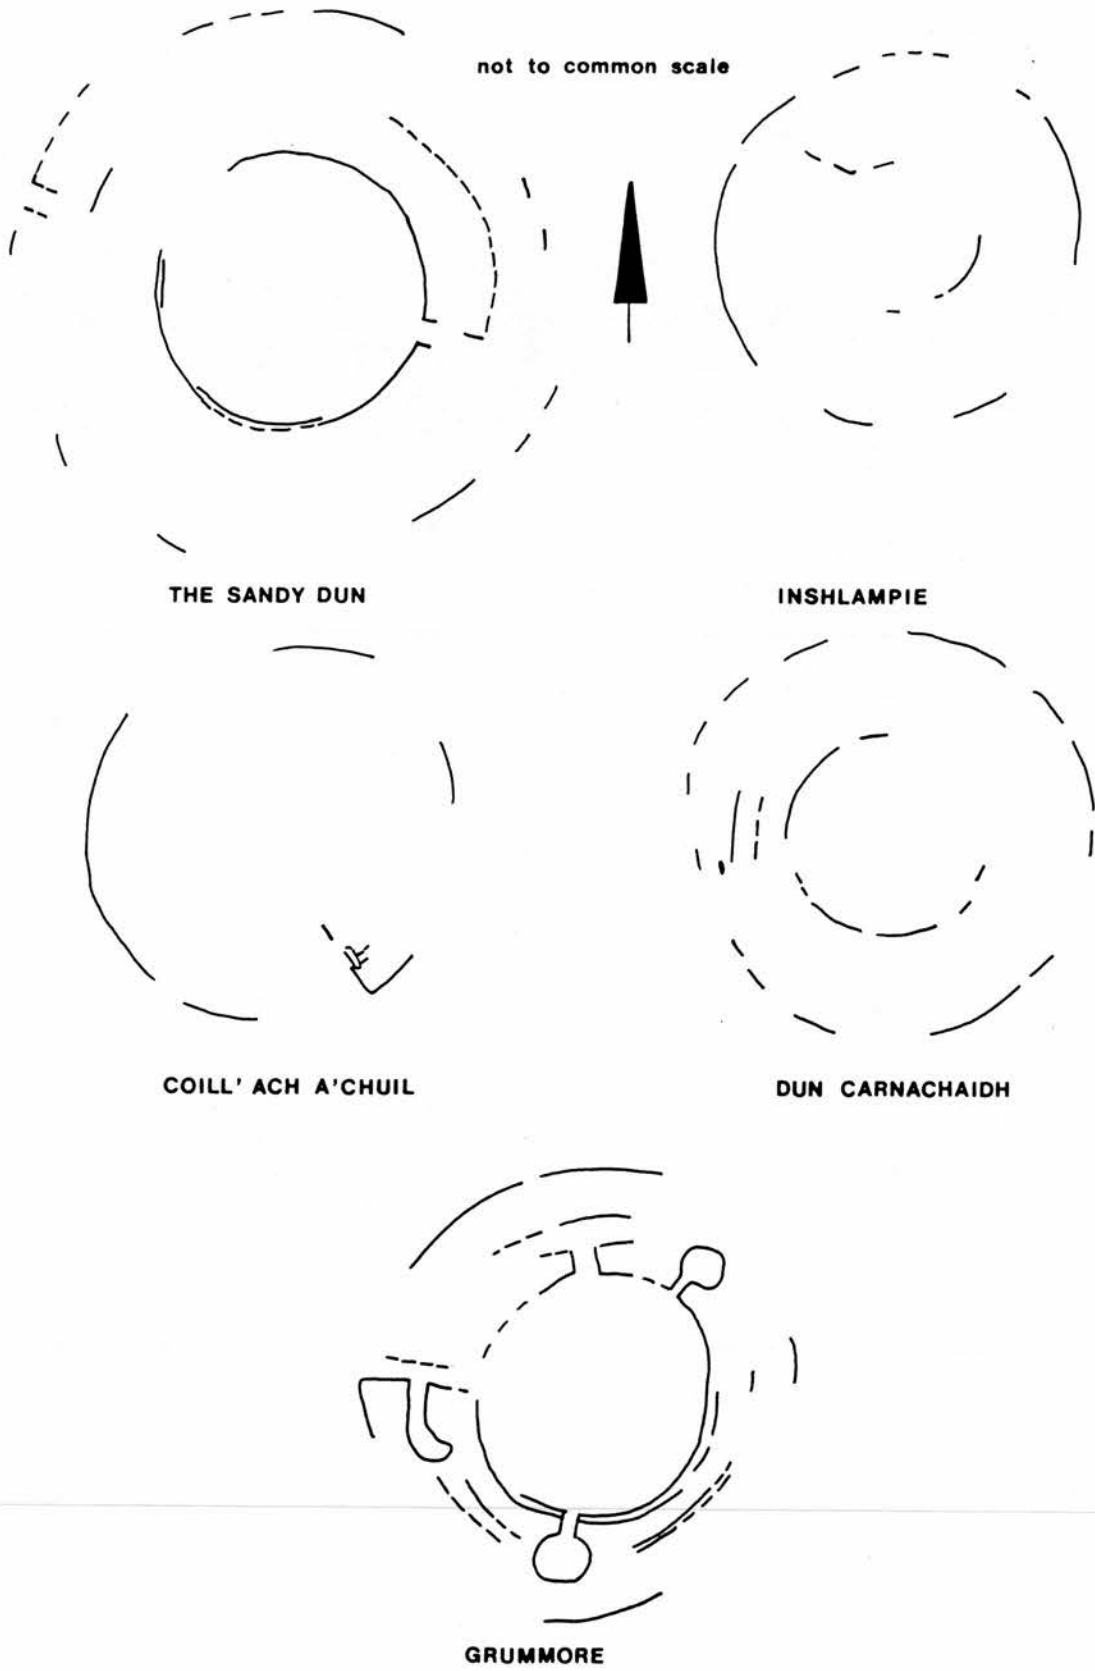 not to common scale
THE SANDY DUN
INSHLAMPIE
COILL' ACH A'CHUIL
DUN CARNACHAIDH
GRUMMORE